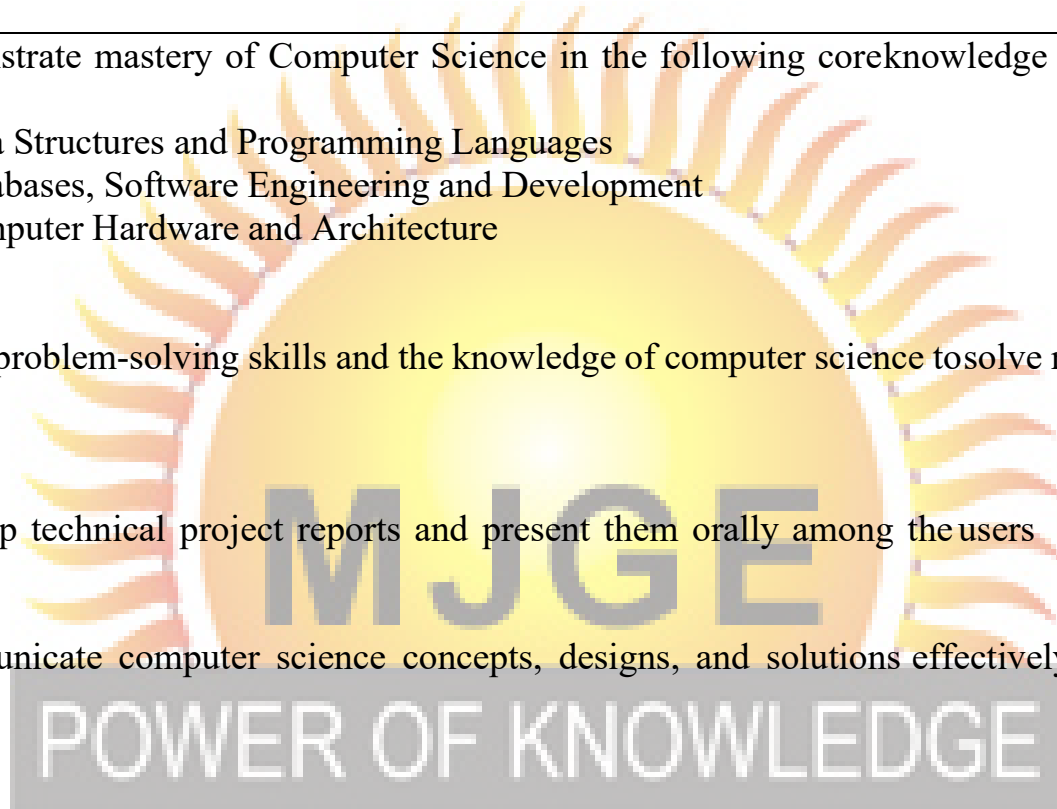 strate mastery of Computer Science in the following coreknowledge
Structures and Programming Languages
abases, Software Engineering and Development
nputer Hardware and Architecture
problem-solving skills and the knowledge of computer science tosolve
p technical project reports and present them orally among the users
MJGE
unicate computer science concepts, designs, and solutions effectively
POWER OF KNOWLEDGE